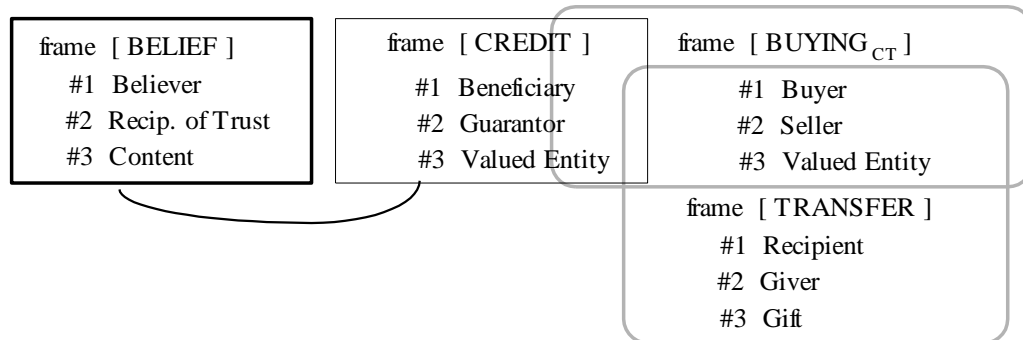 frame [ BELIEF ]
#1 Believer
#2 Recip. of Trust
#3 Content
frame [ CREDIT ]
#1 Beneficiary
#2 Guarantor
#3 Valued Entity
frame [ BUYING CT ]
#1 Buyer
#2 Seller
#3 Valued Entity
frame [ TRANSFER ]
#1 Recipient
#2 Giver
#3 Gift